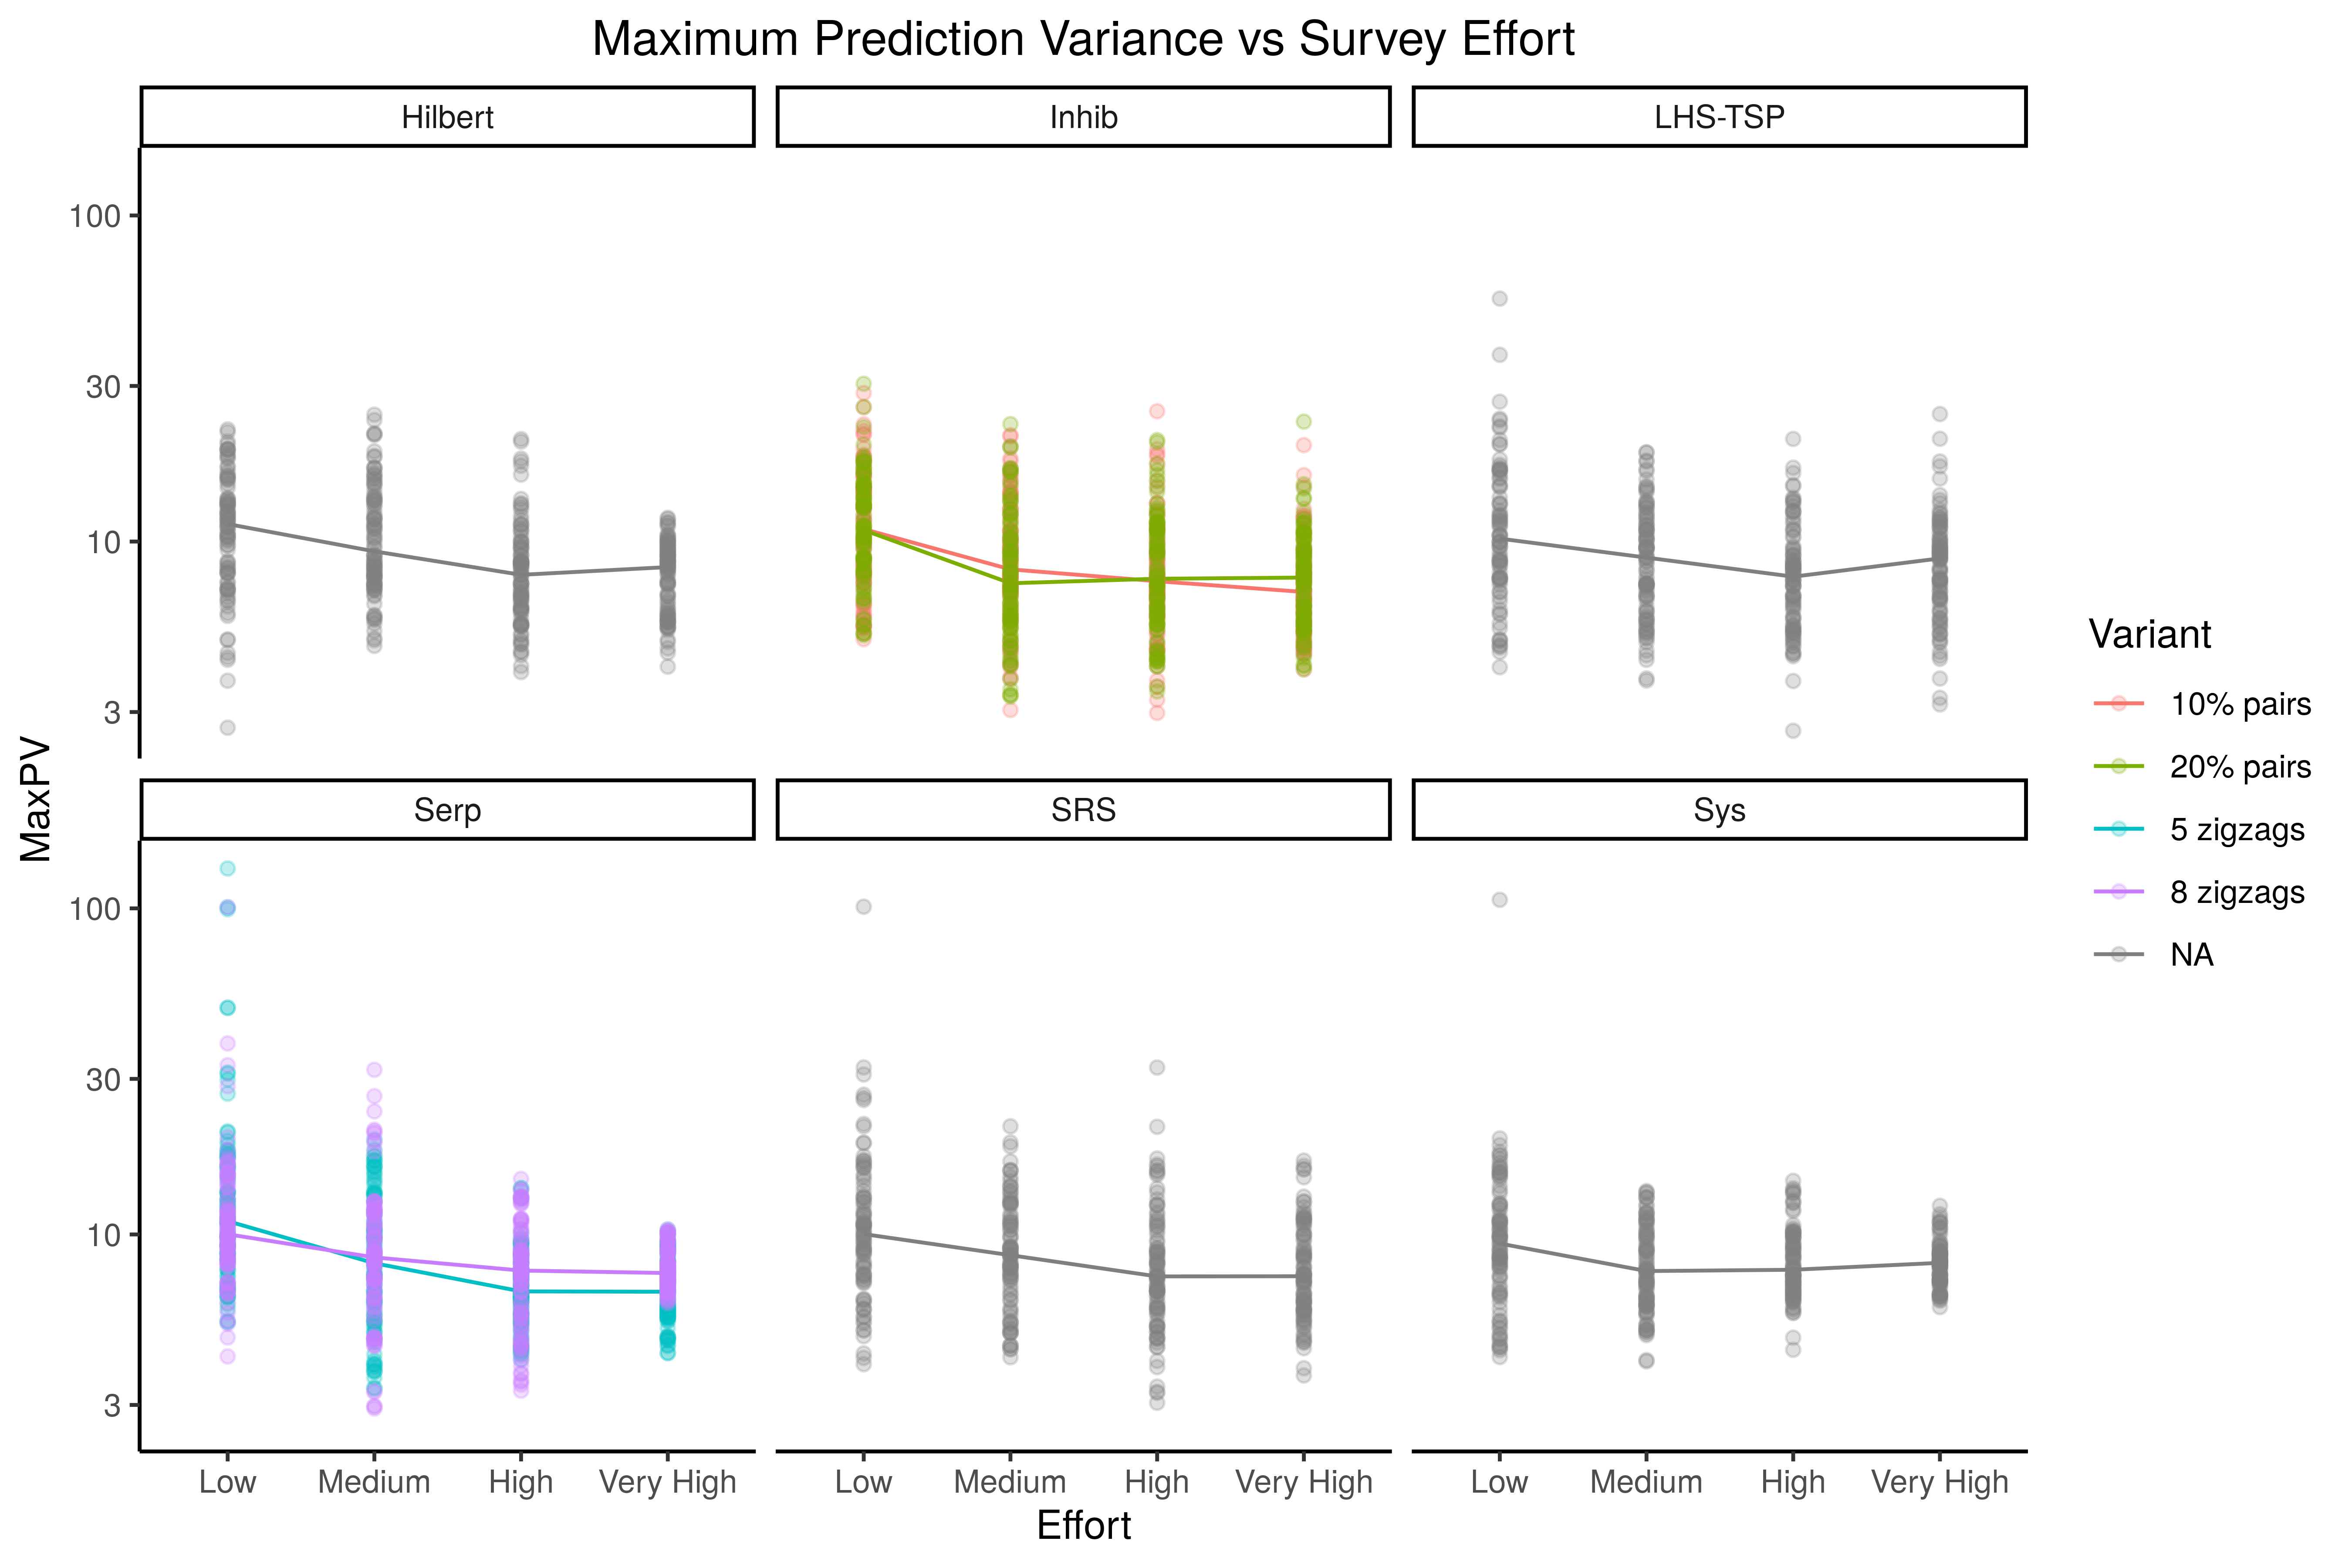 Maximum Prediction Variance vs Survey Effort
Hilbert
Inhib
LHS-TSP
100
30
10
3
Serp
SRS
Sys
100
30
10
3
Low Medium High Very High
Low Medium High Very High
Low Medium High Very High
Effort
MaxPV
Variant
10% pairs
20% pairs
5 zigzags
8 zigzags
NA